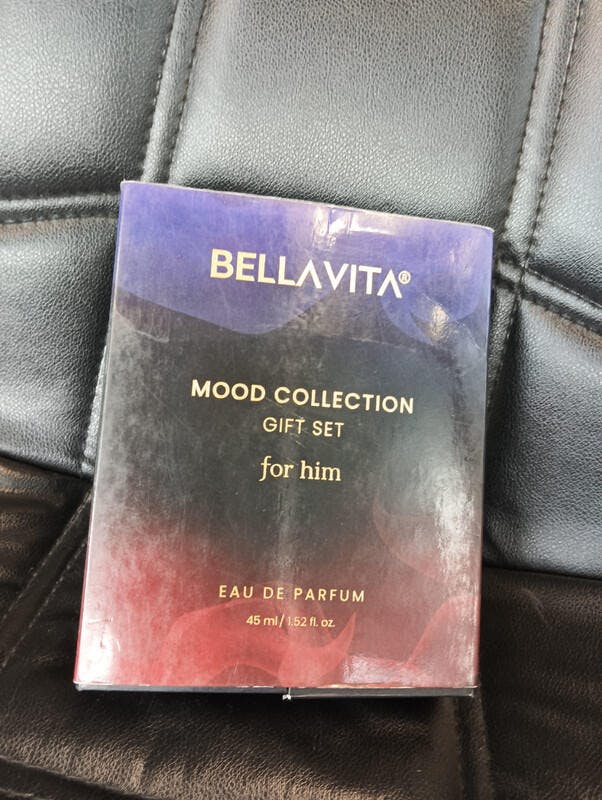 BELLAVITA®
MOOD COLLECTION
GIFT SET
for him
EAU DE PARFUM
45 ml / 1.52 fl. oz.